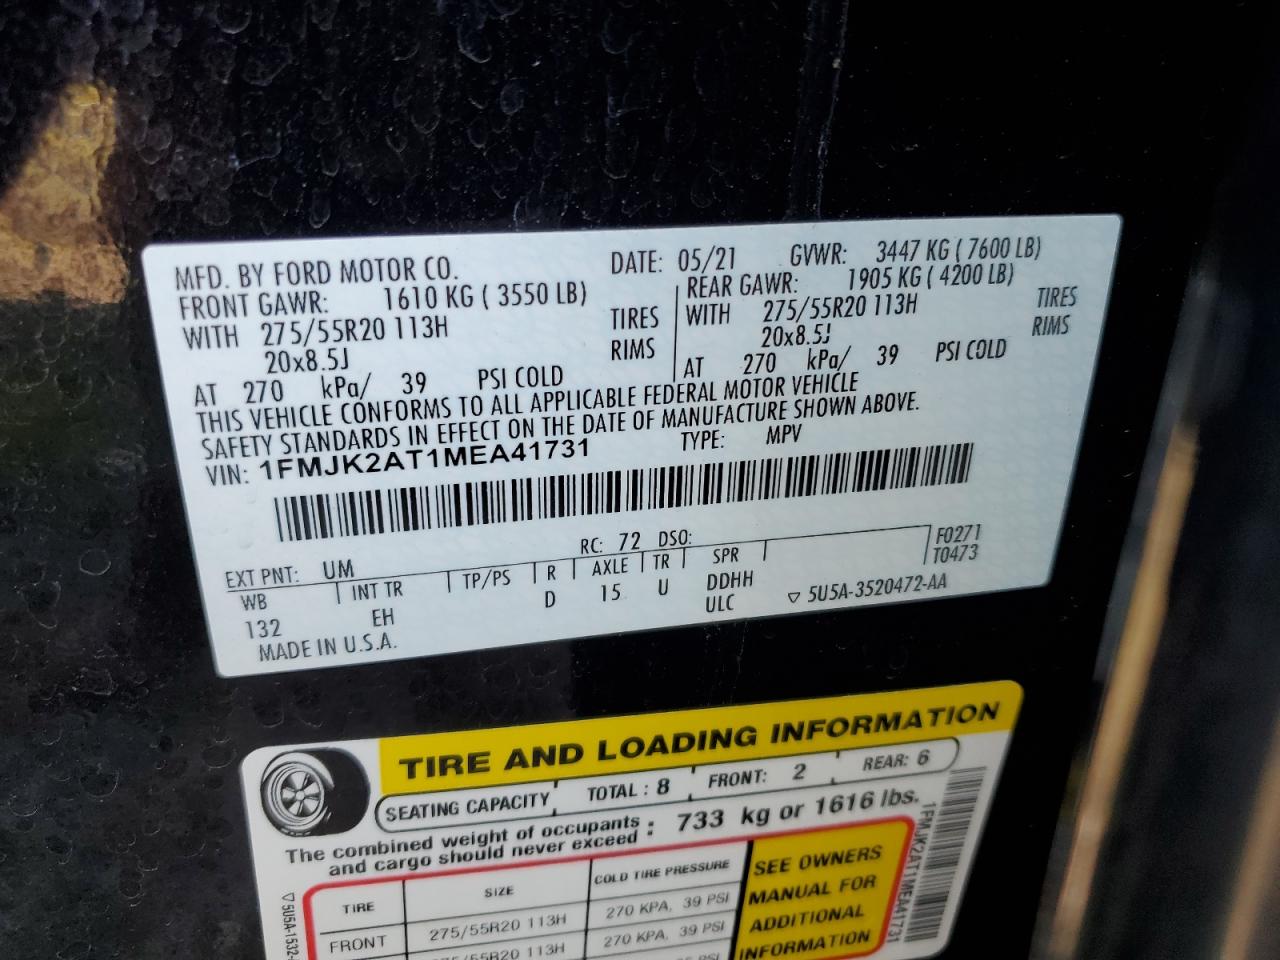 MFD. BY FORD MOTOR CO. DATE: 05/21 GVWR: 3447 KG ( 7600 LB)
FRONT GAWR: 1610 KG ( 3550 LB) REAR GAWR: 1905 KG ( 4200 LB)
WITH 275/55R20 113H TIRES WITH 275/55R20 113H TIRES
20x8.5J RIMS 20x8.5J RIMS
AT 270 kPa/ 39 PSI COLD AT 270 kPa/ 39 PSI COLD
THIS VEHICLE CONFORMS TO ALL APPLICABLE FEDERAL MOTOR VEHICLE
SAFETY STANDARDS IN EFFECT ON THE DATE OF MANUFACTURE SHOWN ABOVE.
VIN: 1FMJK2AT1MEA41731 TYPE: MPV
RC: 72 DSO: F0271
EXT PNT: UM T0473
WB INT TR TP/PS R AXLE TR SPR
132 EH D 15 U DDHH
ULC ▽ 5U5A-3520472-AA
MADE IN U.S.A.
TIRE AND LOADING INFORMATION
SEATING CAPACITY TOTAL : 8 FRONT: 2 REAR: 6
The combined weight of occupants : 733 kg or 1616 lbs.
and cargo should never exceed
TIRE SIZE COLD TIRE PRESSURE
FRONT 275/55R20 113H 270 KPA, 39 PSI
275/55R20 113H 270 KPA, 39 PSI
PSI
SEE OWNERS
MANUAL FOR
ADDITIONAL
INFORMATION
1FMJK2AT1MEA41731
▽ 5U5A-1532-